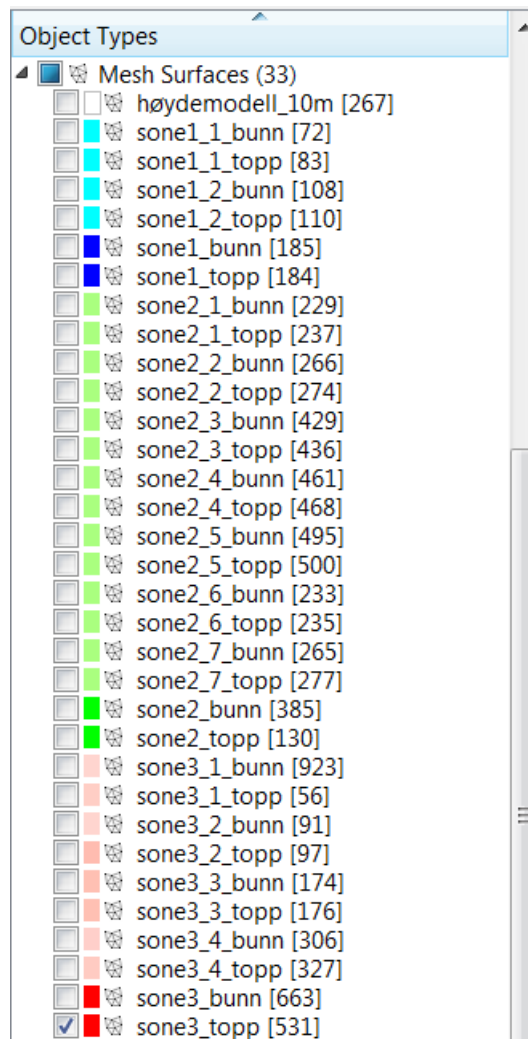 Object Types
Mesh Surfaces (33)
høydemodell_10m [267]
sone1_1_bunn [72]
sone1_1_topp [83]
sone1_2_bunn [108]
sone1_2_topp [110]
sone1_bunn [185]
sone1_topp [184]
sone2_1_bunn [229]
sone2_1_topp [237]
sone2_2_bunn [266]
sone2_2_topp [274]
sone2_3_bunn [429]
sone2_3_topp [436]
sone2_4_bunn [461]
sone2_4_topp [468]
sone2_5_bunn [495]
sone2_5_topp [500]
sone2_6_bunn [233]
sone2_6_topp [235]
sone2_7_bunn [265]
sone2_7_topp [277]
sone2_bunn [385]
sone2_topp [130]
sone3_1_bunn [923]
sone3_1_topp [56]
sone3_2_bunn [91]
sone3_2_topp [97]
sone3_3_bunn [174]
sone3_3_topp [176]
sone3_4_bunn [306]
sone3_4_topp [327]
sone3_bunn [663]
sone3_topp [531]